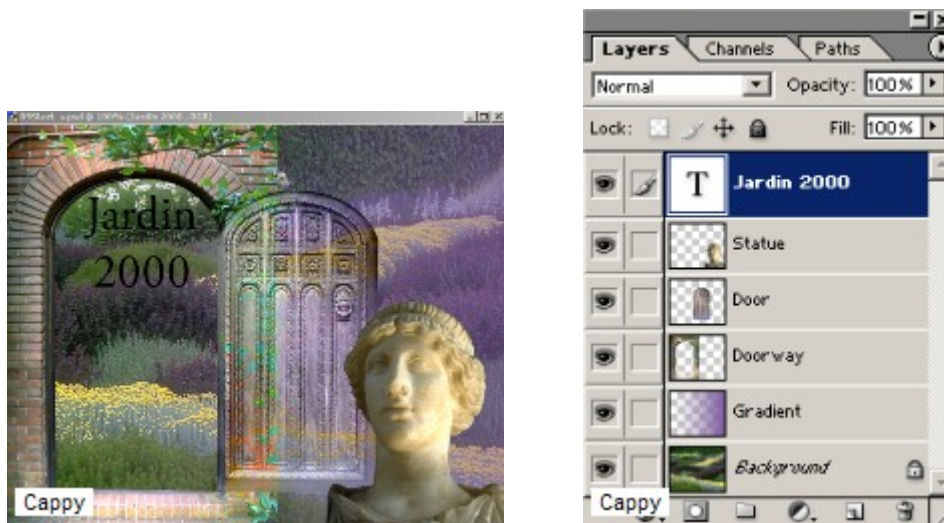 Jardin
2000
Cappy
Layers Channels Paths
Normal Opacity: 100%
Lock: Fill: 100%
T Jardin 2000
Statue
Door
Doorway
Gradient
Background
Cappy